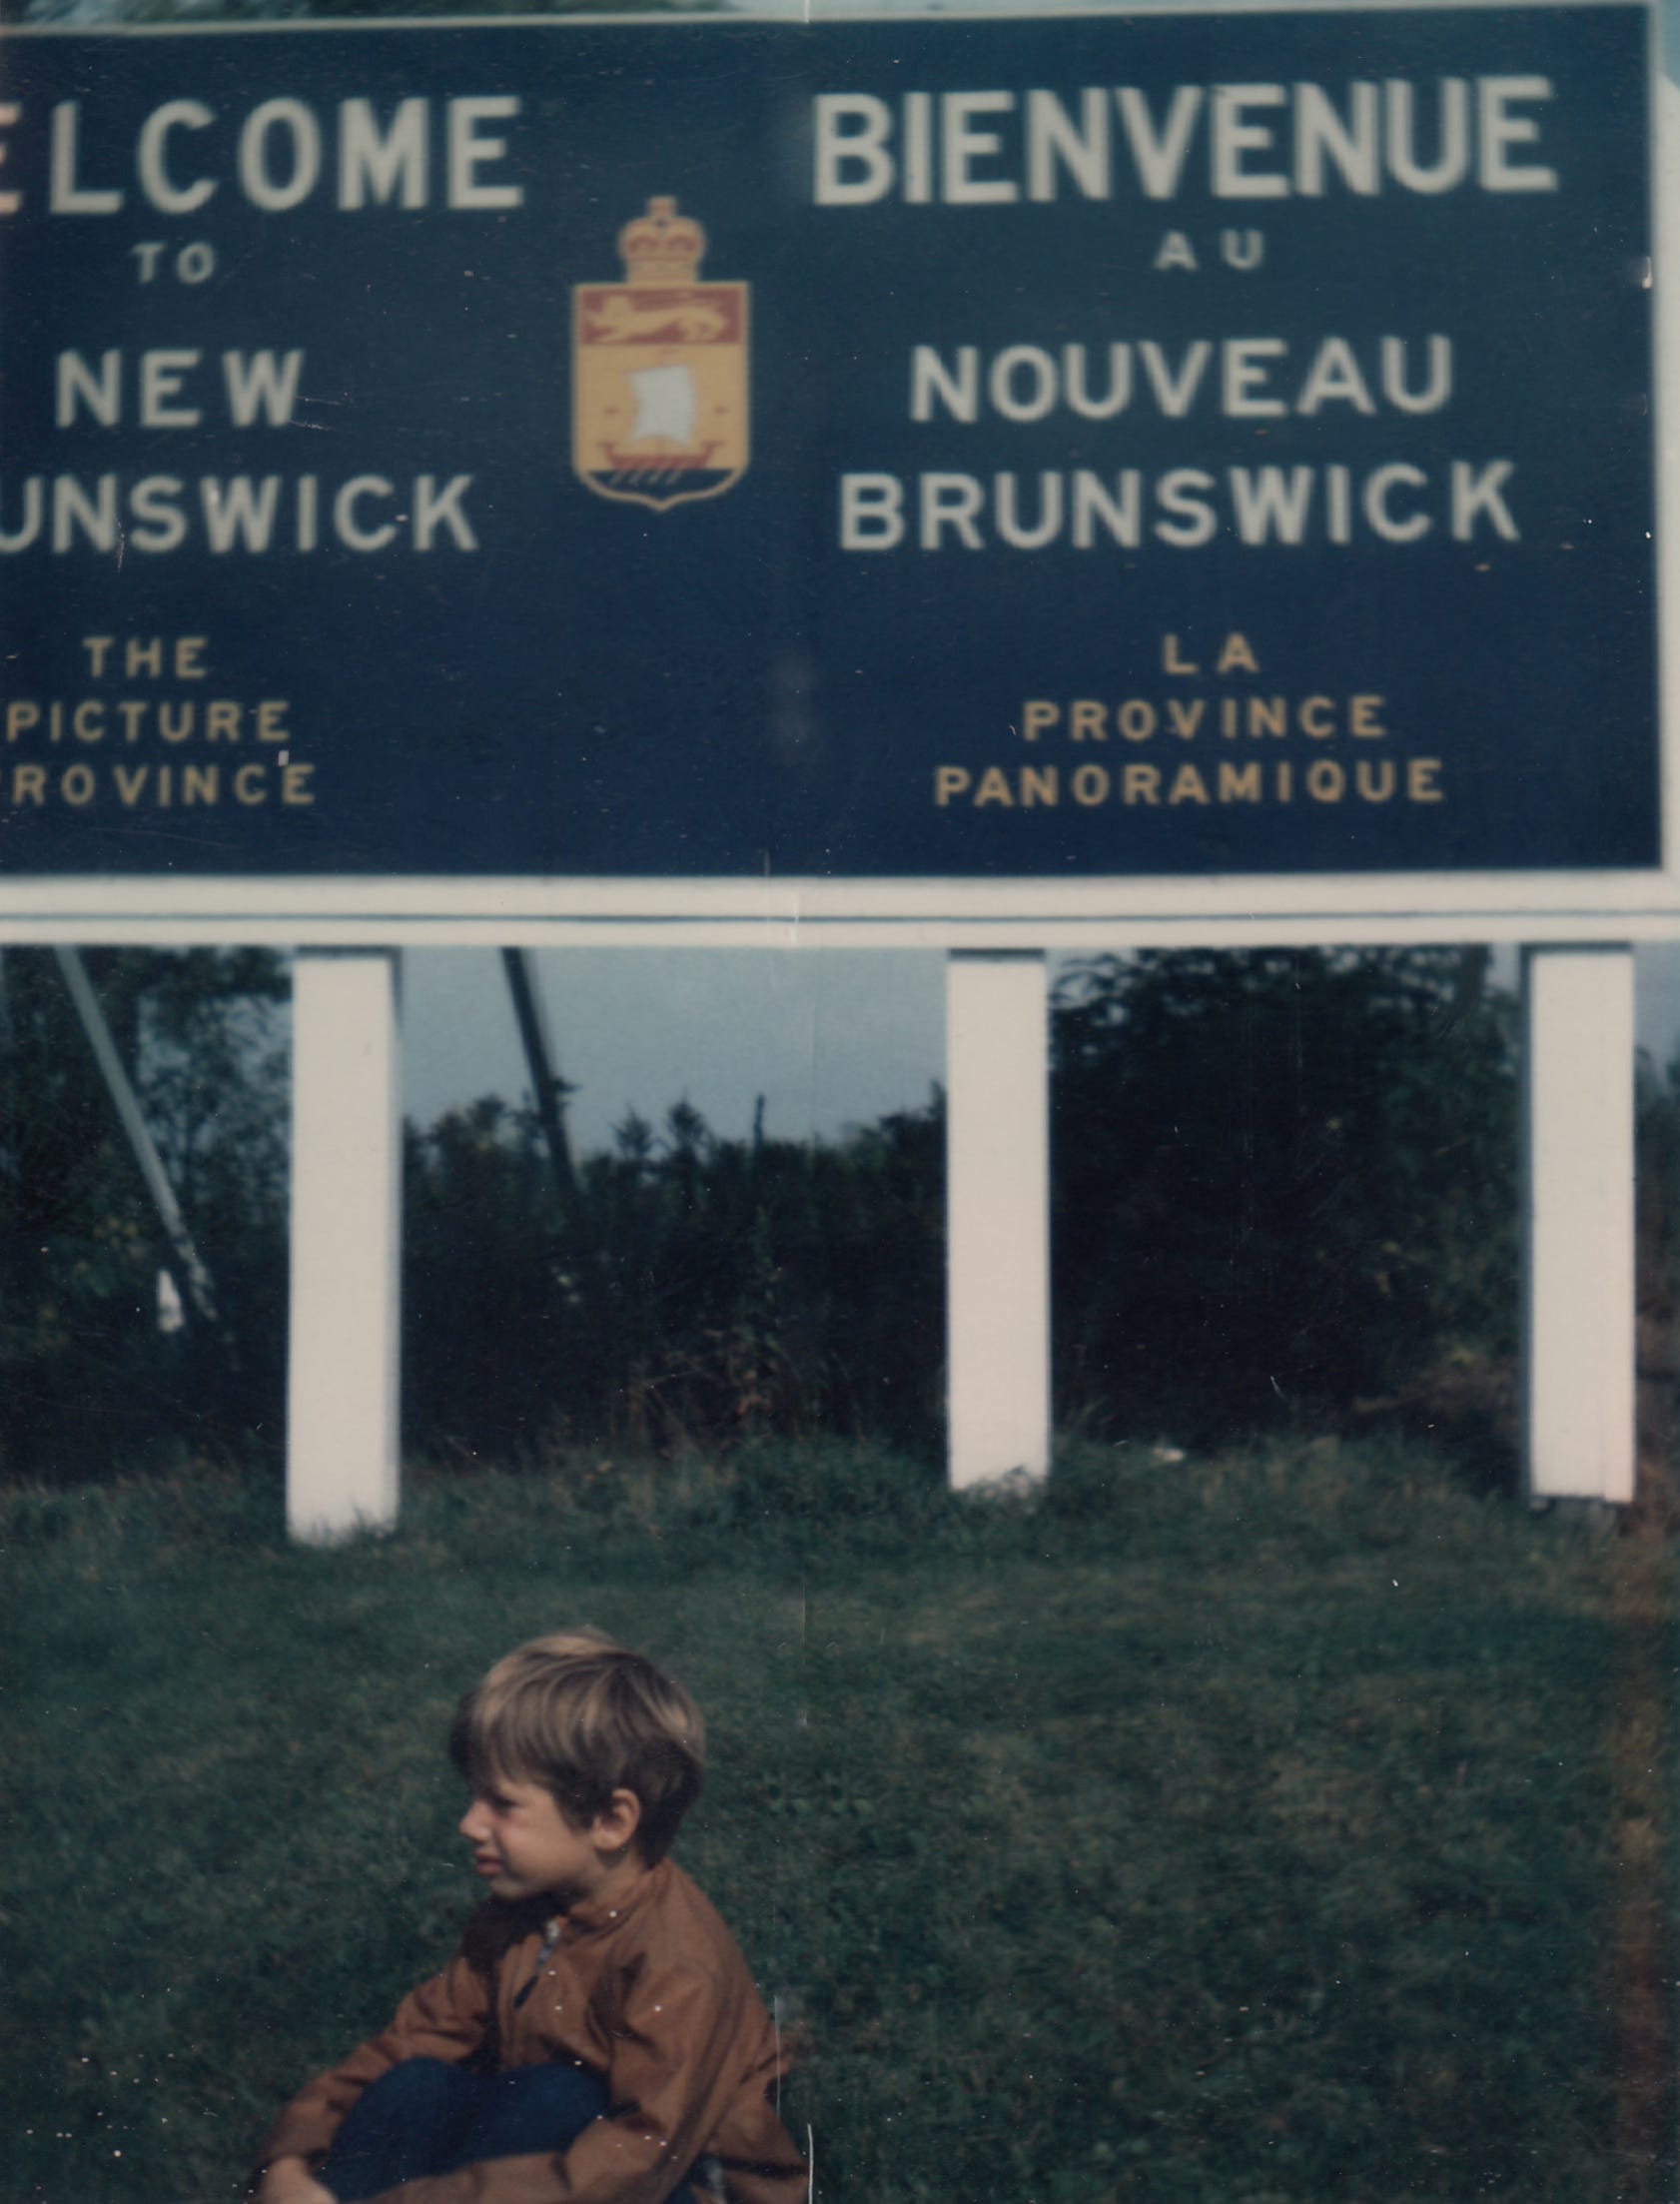 ELCOME
TO
NEW
UNSWICK
THE
PICTURE
ROVINCE
BIENVENUE
AU
NOUVEAU
BRUNSWICK
LA
PROVINCE
PANORAMIQUE